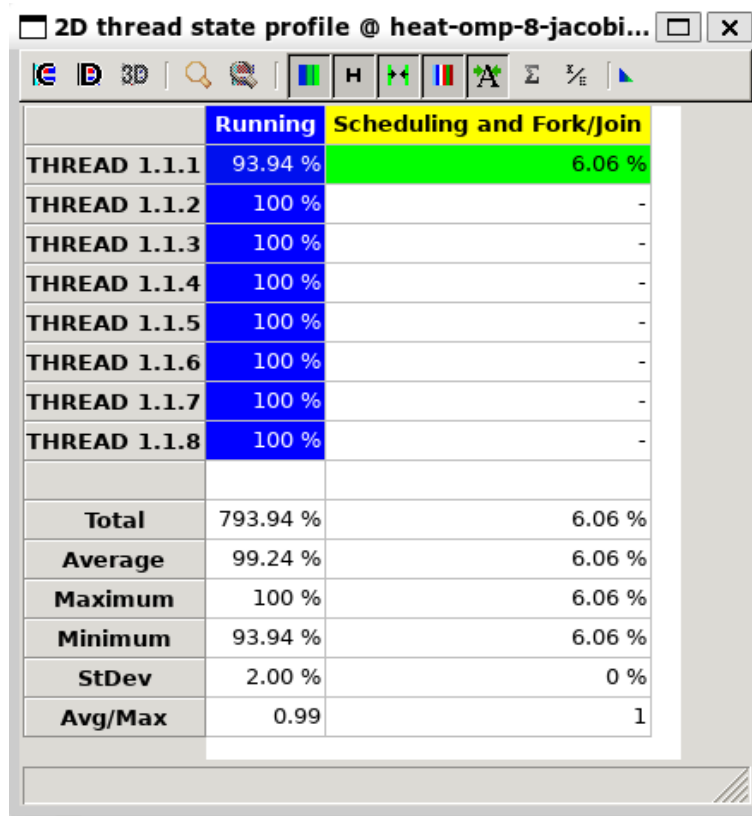 2D thread state profile @ heat-omp-8-jacobi...
3D H Σ
Running Scheduling and Fork/Join
THREAD 1.1.1 93.94 % 6.06 %
THREAD 1.1.2 100 % -
THREAD 1.1.3 100 % -
THREAD 1.1.4 100 % -
THREAD 1.1.5 100 % -
THREAD 1.1.6 100 % -
THREAD 1.1.7 100 % -
THREAD 1.1.8 100 % -
Total 793.94 % 6.06 %
Average 99.24 % 6.06 %
Maximum 100 % 6.06 %
Minimum 93.94 % 6.06 %
StDev 2.00 % 0 %
Avg/Max 0.99 1